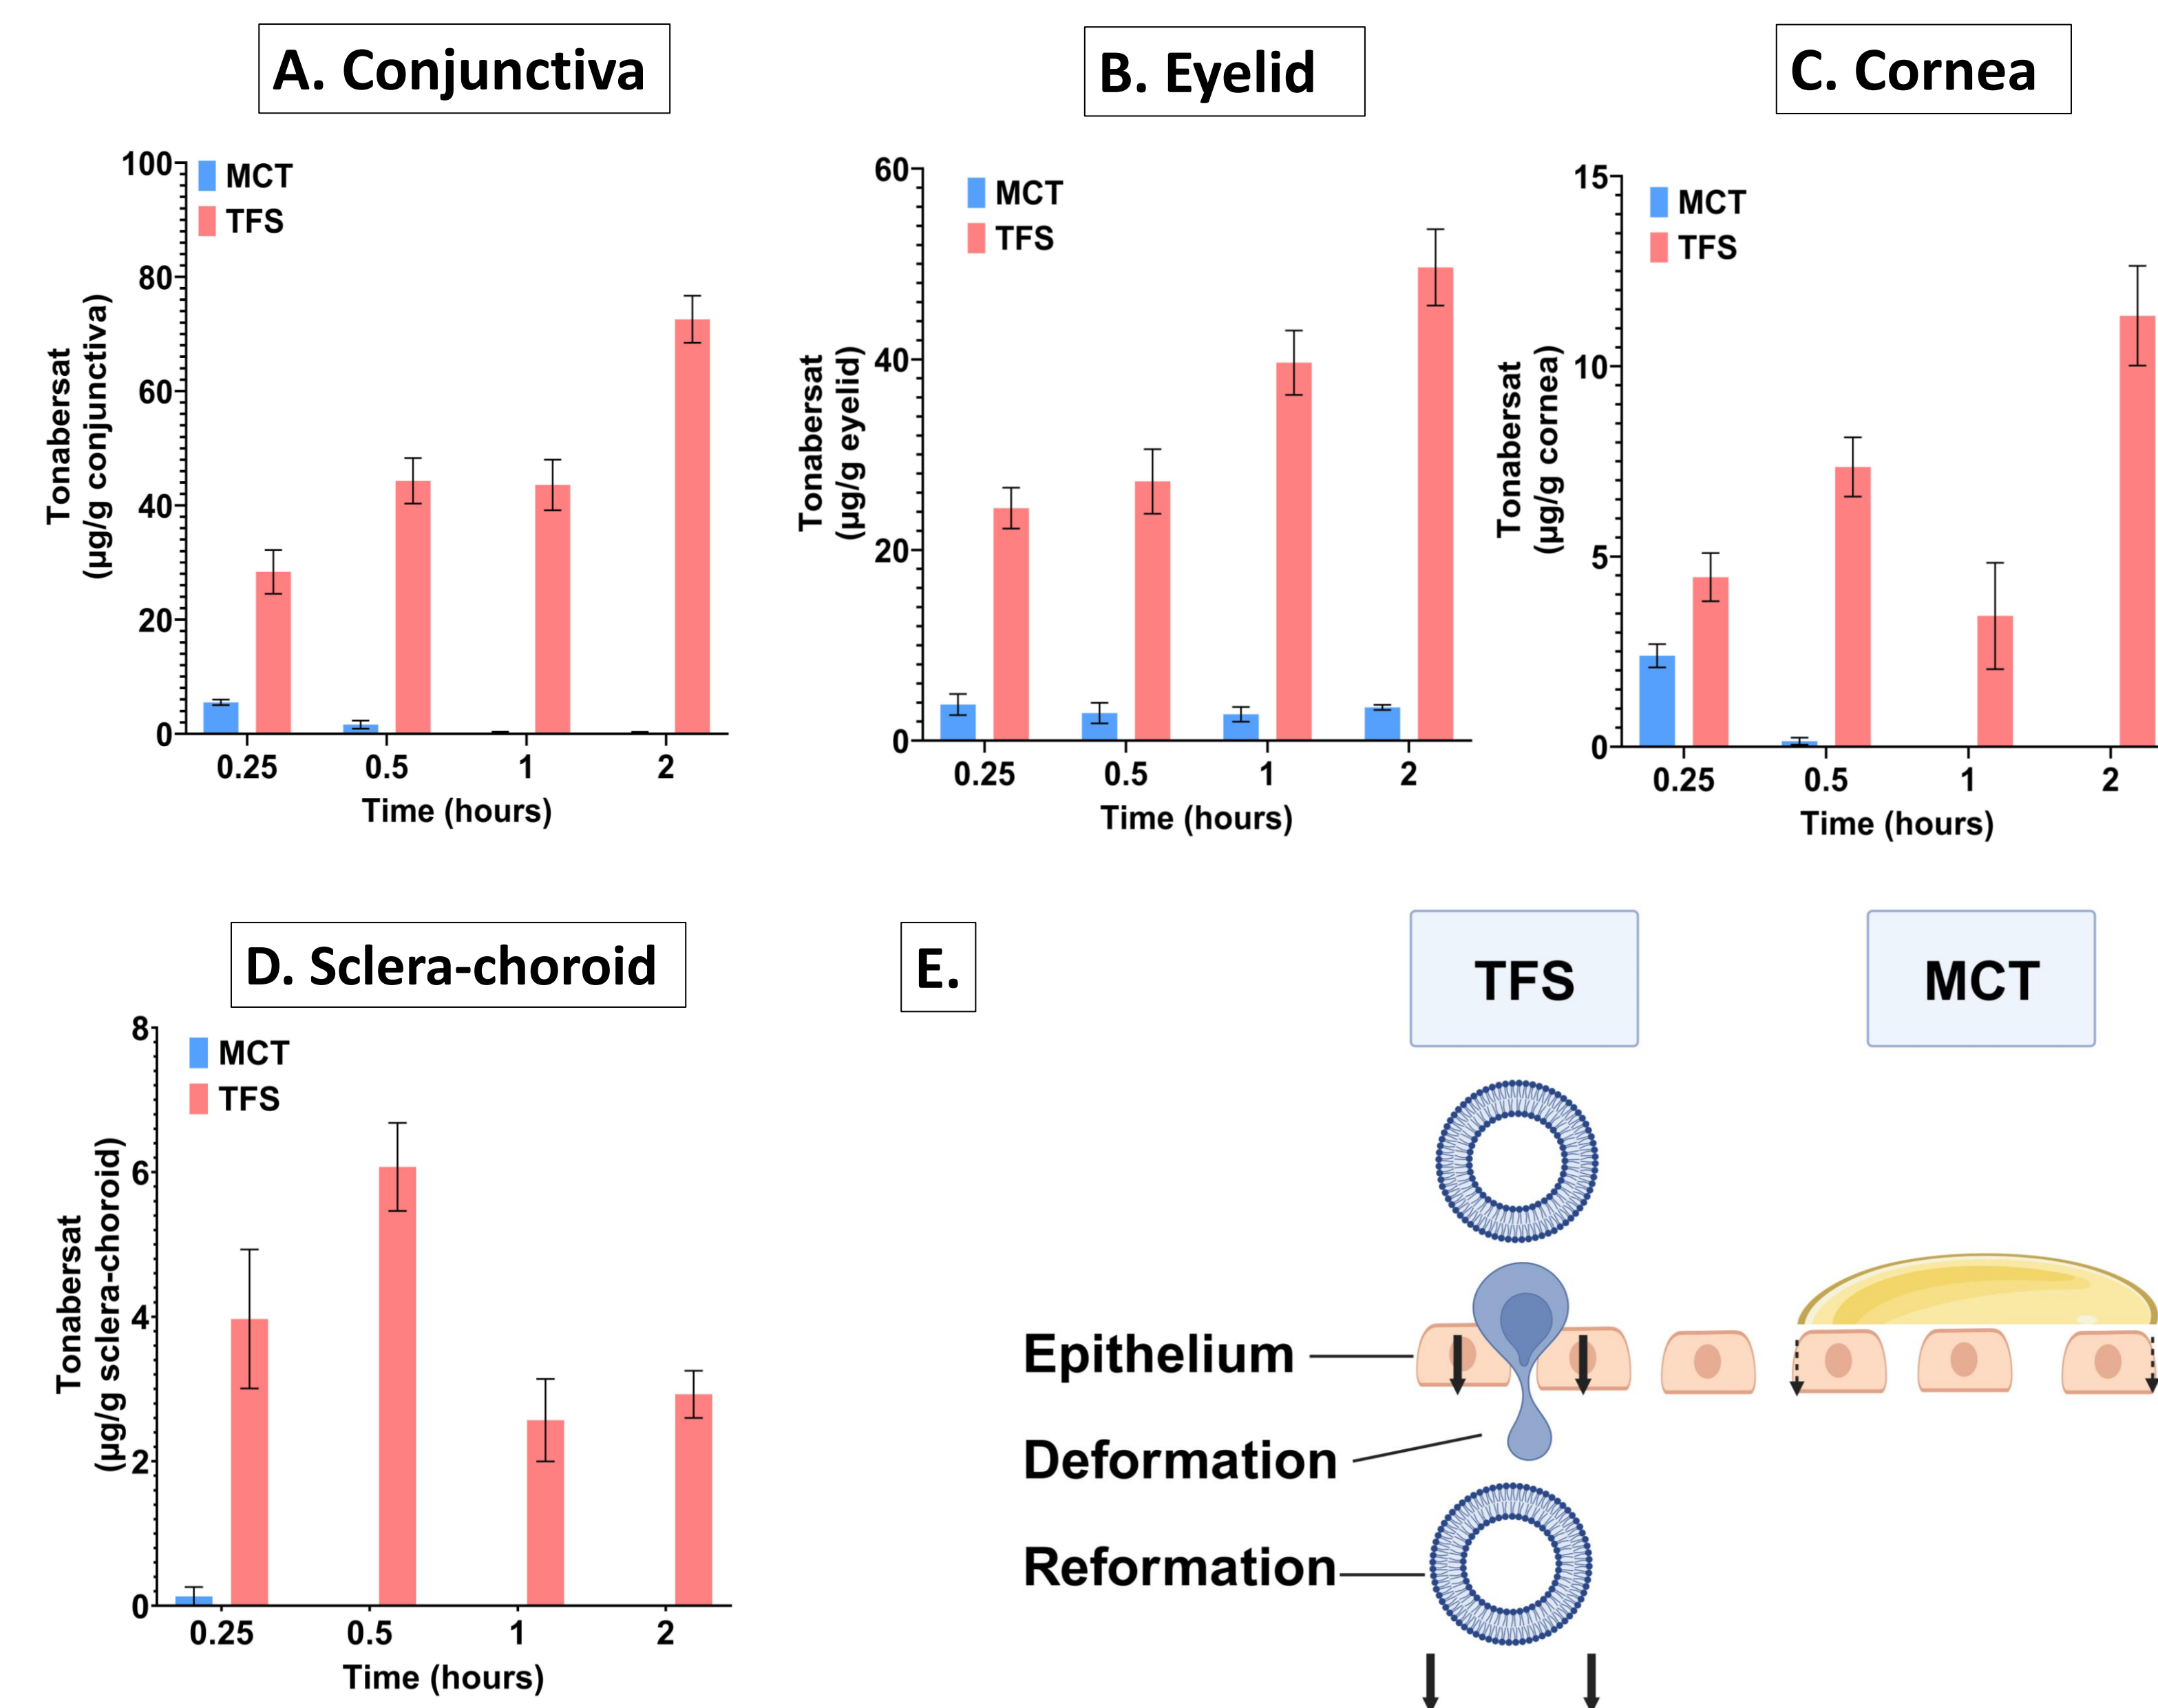 A. Conjunctiva
100
80
60
40
20
0
MCT
TFS
Tonabersat
(µg/g conjunctiva)
0.25 0.5 1 2
Time (hours)
B. Eyelid
60
40
20
0
MCT
TFS
Tonabersat
(µg/g eyelid)
0.25 0.5 1 2
Time (hours)
C. Cornea
15
10
5
0
MCT
TFS
Tonabersat
(µg/g cornea)
0.25 0.5 1 2
Time (hours)
D. Sclera-choroid
8
6
4
2
0
MCT
TFS
Tonabersat
(µg/g sclera-choroid)
0.25 0.5 1 2
Time (hours)
E.
TFS
MCT
Epithelium
Deformation
Reformation